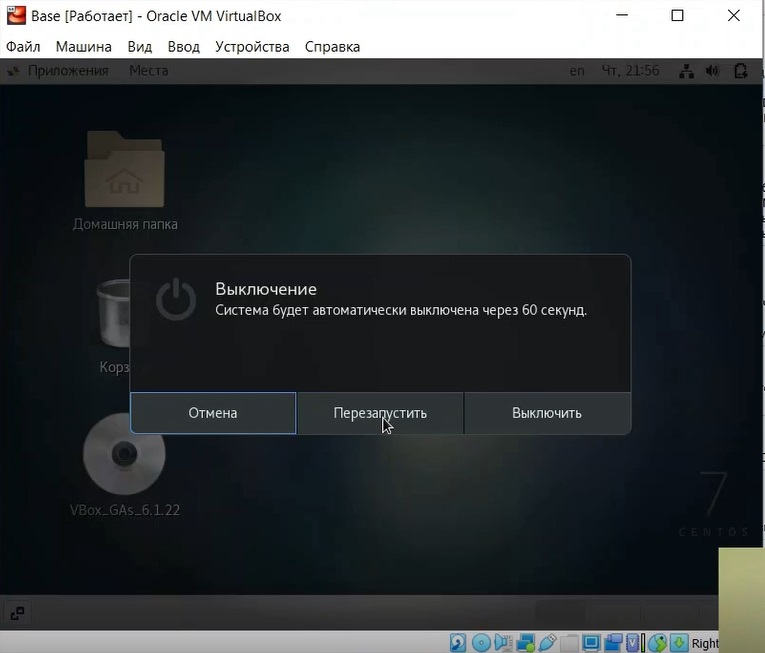 Base [Работает] - Oracle VM VirtualBox
Файл Машина Вид Ввод Устройства Справка
Приложения Места en Чт, 21:56
Домашняя папка
Выключение
Система будет автоматически выключена через 60 секунд.
Корз
Отмена Перезапустить Выключить
VBox_GAs_6.1.22
7
CENTOS
Right